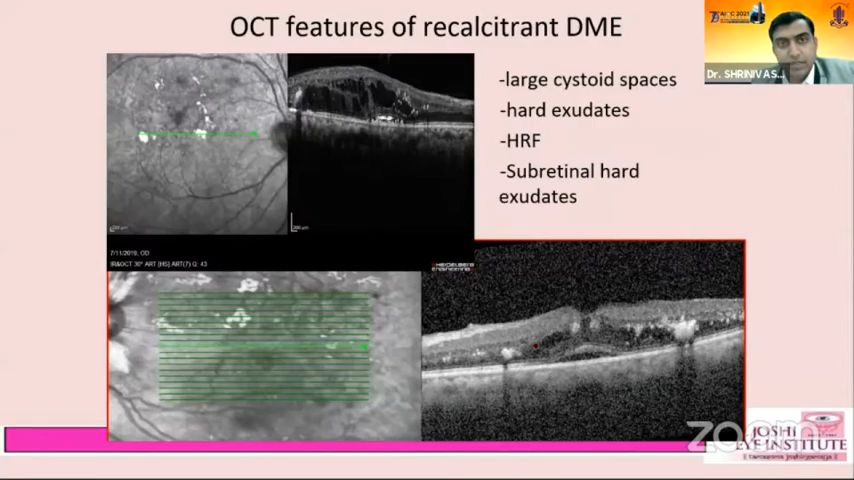 OCT features of recalcitrant DME
AICC 2021
Dr. SHRINIVAS...
-large cystoid spaces
-hard exudates
-HRF
-Subretinal hard
exudates
200 µm
200 µm
7/11/2019, OD
IR&OCT 30° ART [HS] ART(7) Q: 43
HEIDELBERG
ENGINEERING
zoom
JOSHI
EYE INSTITUTE